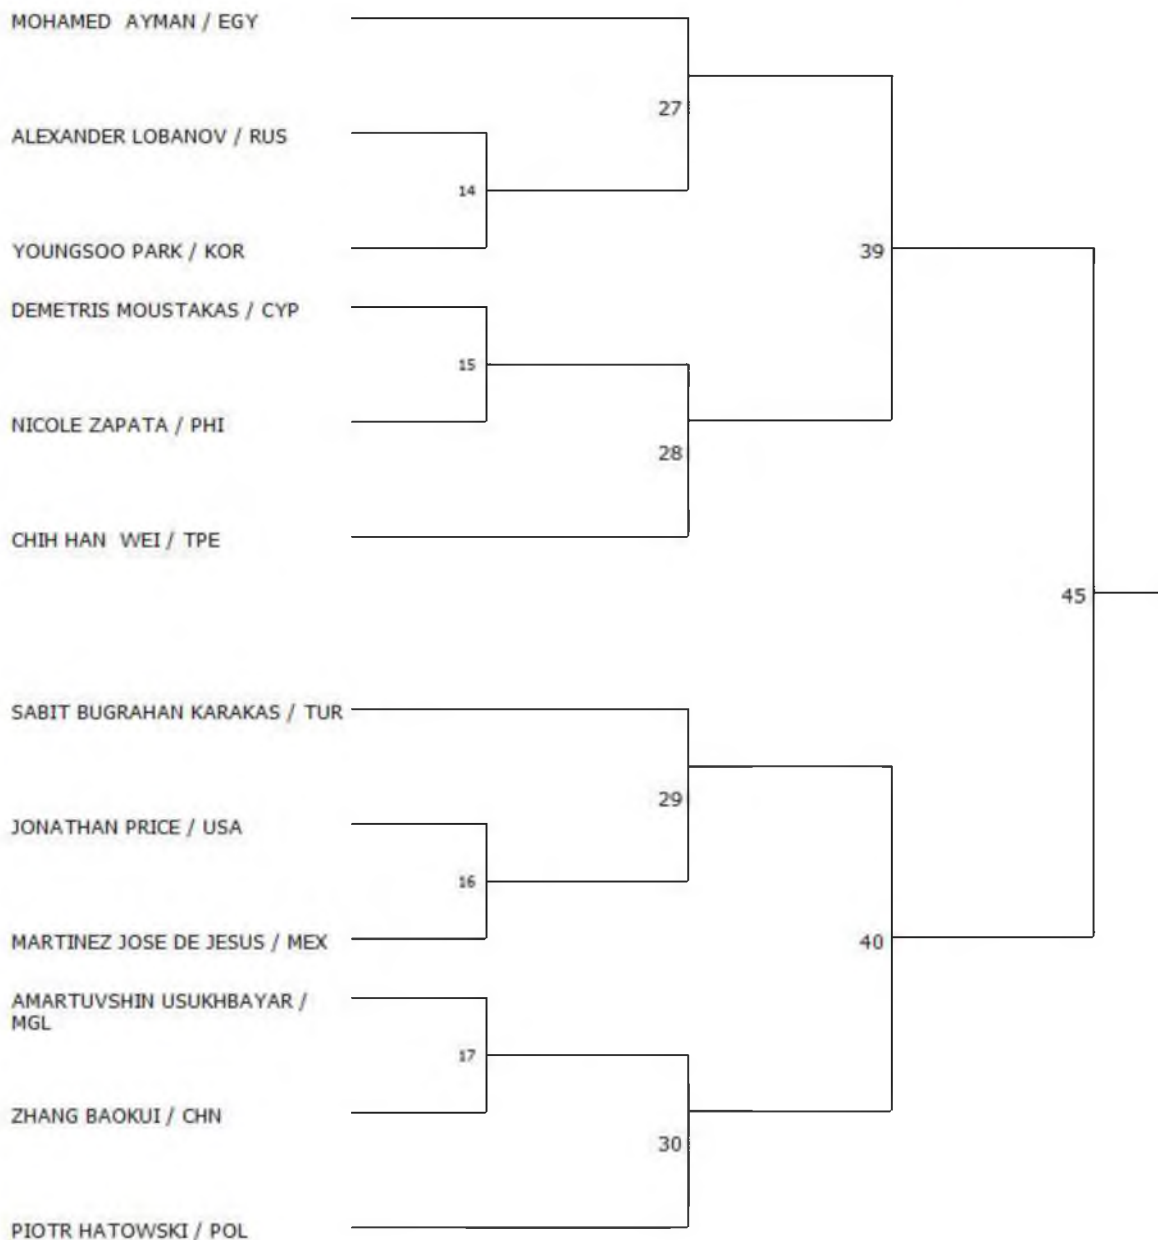 MOHAMED AYMAN / EGY
27
ALEXANDER LOBANOV / RUS
14
YOUNGSOO PARK / KOR
39
DEMETRIS MOUSTAKAS / CYP
15
NICOLE ZAPATA / PHI
28
CHIH HAN WEI / TPE
45
SABIT BUGRAHAN KARAKAS / TUR
29
JONATHAN PRICE / USA
16
MARTINEZ JOSE DE JESUS / MEX
40
AMARTUVSHIN USUKHBAYAR /
MGL
17
ZHANG BAOKUI / CHN
30
PIOTR HATOWSKI / POL